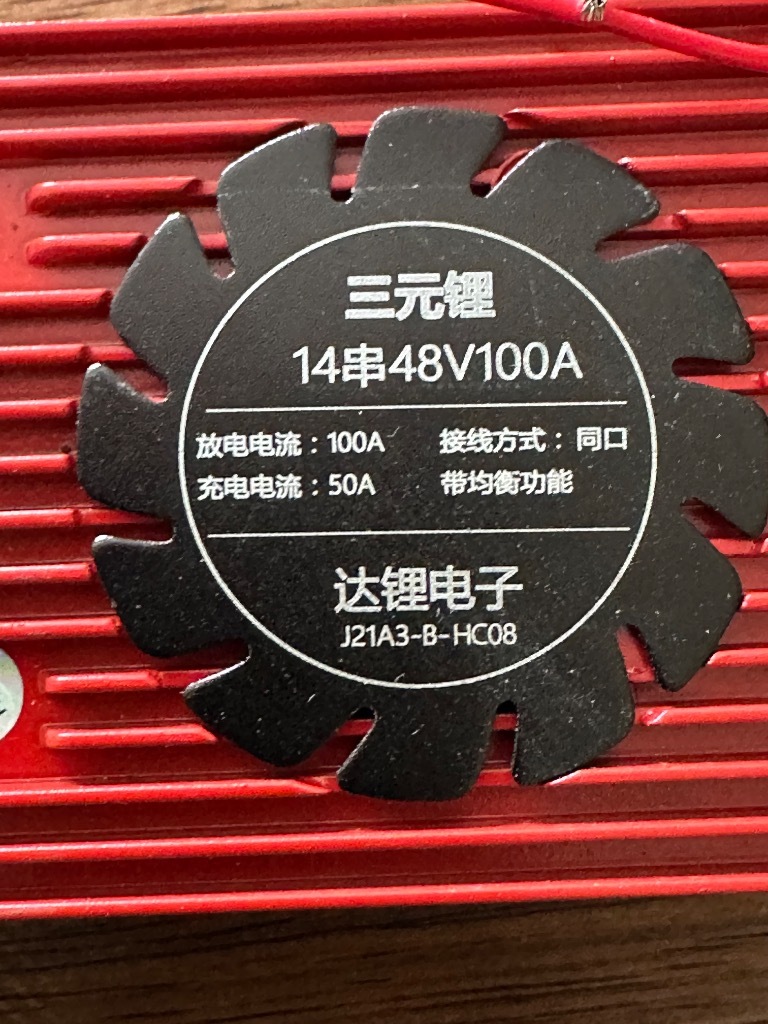 三元锂
14串48V100A
放电电流：100A 接线方式：同口
充电电流：50A 带均衡功能
达锂电子
J21A3-B-HC08